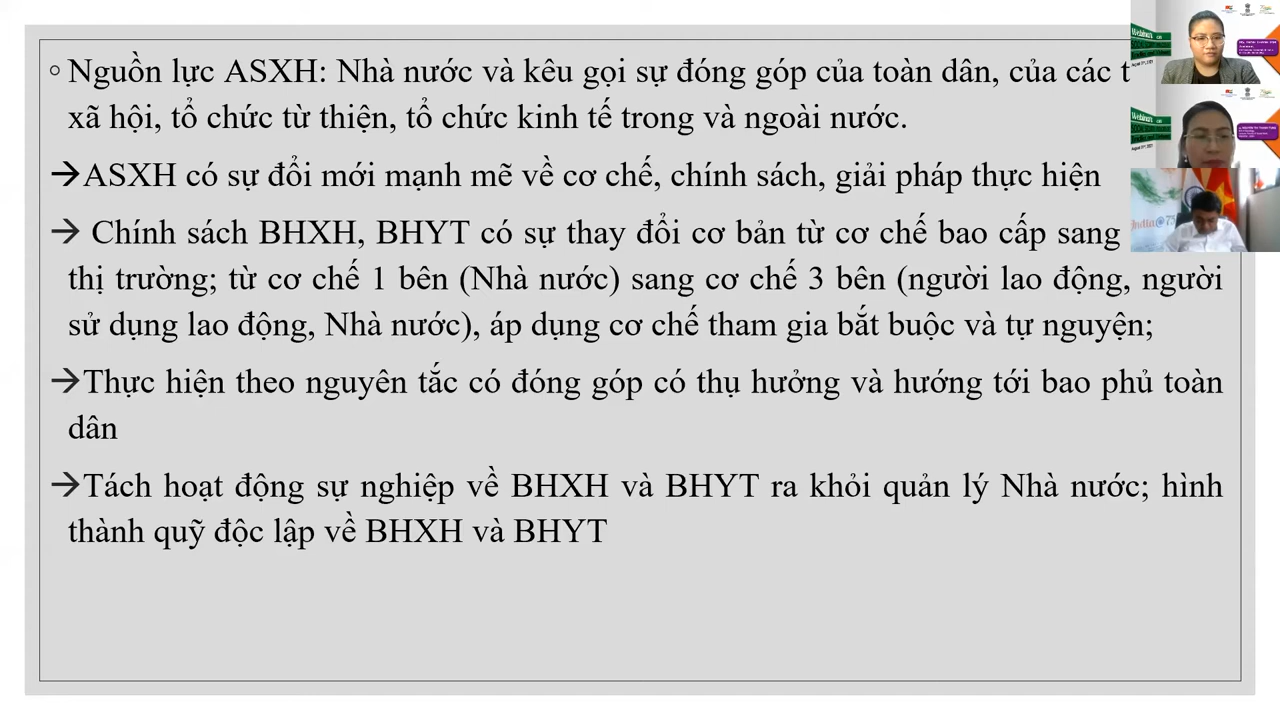 Nguồn lực ASXH: Nhà nước và kêu gọi sự đóng góp của toàn dân, của các
xã hội, tổ chức từ thiện, tổ chức kinh tế trong và ngoài nước.
→ASXH có sự đổi mới mạnh mẽ về cơ chế, chính sách, giải pháp thực hiện
→ Chính sách BHXH, BHYT có sự thay đổi cơ bản từ cơ chế bao cấp sang
thị trường; từ cơ chế 1 bên (Nhà nước) sang cơ chế 3 bên (người lao động, người
sử dụng lao động, Nhà nước), áp dụng cơ chế tham gia bắt buộc và tự nguyện;
→Thực hiện theo nguyên tắc có đóng góp có thụ hưởng và hướng tới bao phủ toàn
dân
→Tách hoạt động sự nghiệp về BHXH và BHYT ra khỏi quản lý Nhà nước; hình
thành quỹ độc lập về BHXH và BHYT
Webinar
Webinar
India@75